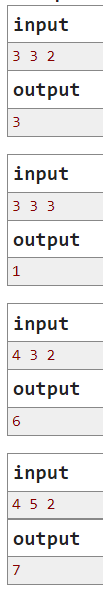 input
3 3 2
output
3
input
3 3 3
output
1
input
4 3 2
output
6
input
4 5 2
output
7